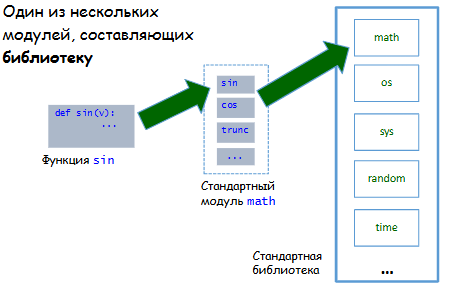 Один из нескольких
модулей, составляющих
библиотеку
def sin(v):
...
Функция sin
sin
cos
trunc
...
Стандартный
модуль math
math
os
sys
random
time
...
Стандартная
библиотека